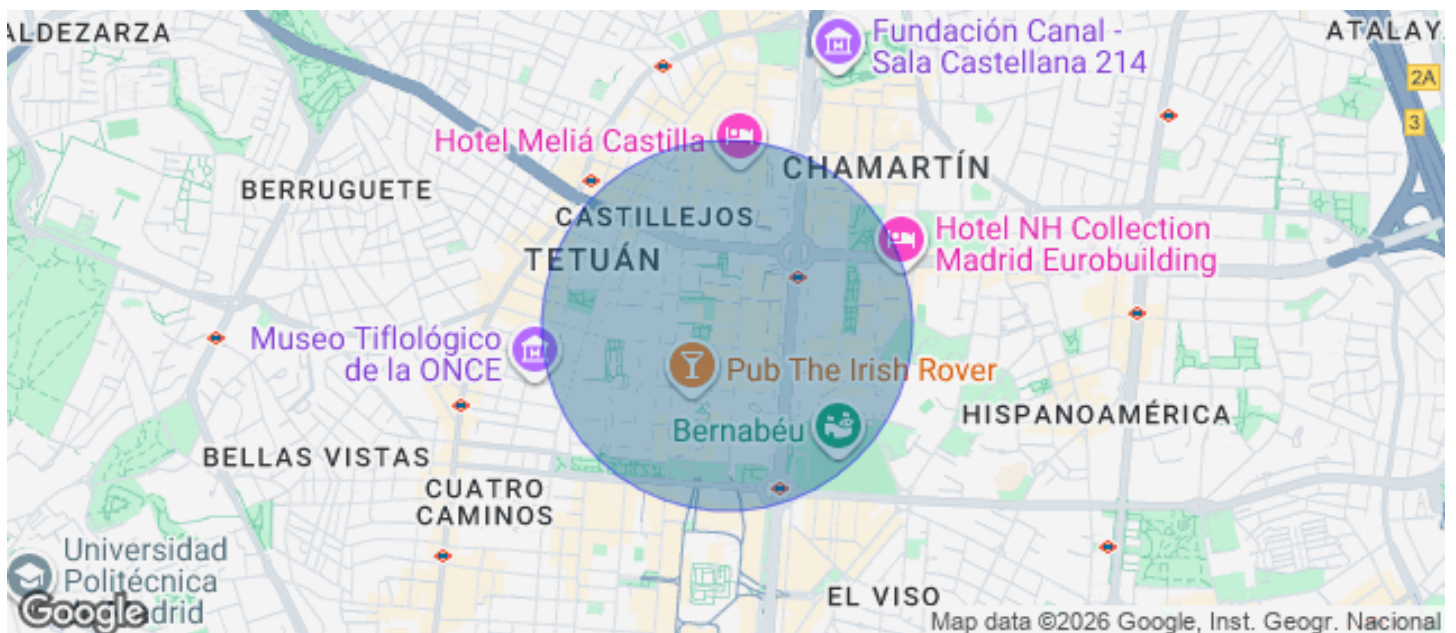 ALDEZARZA
Fundación Canal -
Sala Castellana 214
ATALAY
2A
3
Hotel Meliá Castilla
CHAMARTÍN
BERRUGUETE
CASTILLEJOS
TETUÁN
Hotel NH Collection
Madrid Eurobuilding
Museo Tiflológico
de la ONCE
Pub The Irish Rover
HISPANOAMÉRICA
Bernabéu
BELLAS VISTAS
CUATRO
CAMINOS
Universidad
Politécnica
Google drid
EL VISO
Map data ©2026 Google, Inst. Geogr. Nacional